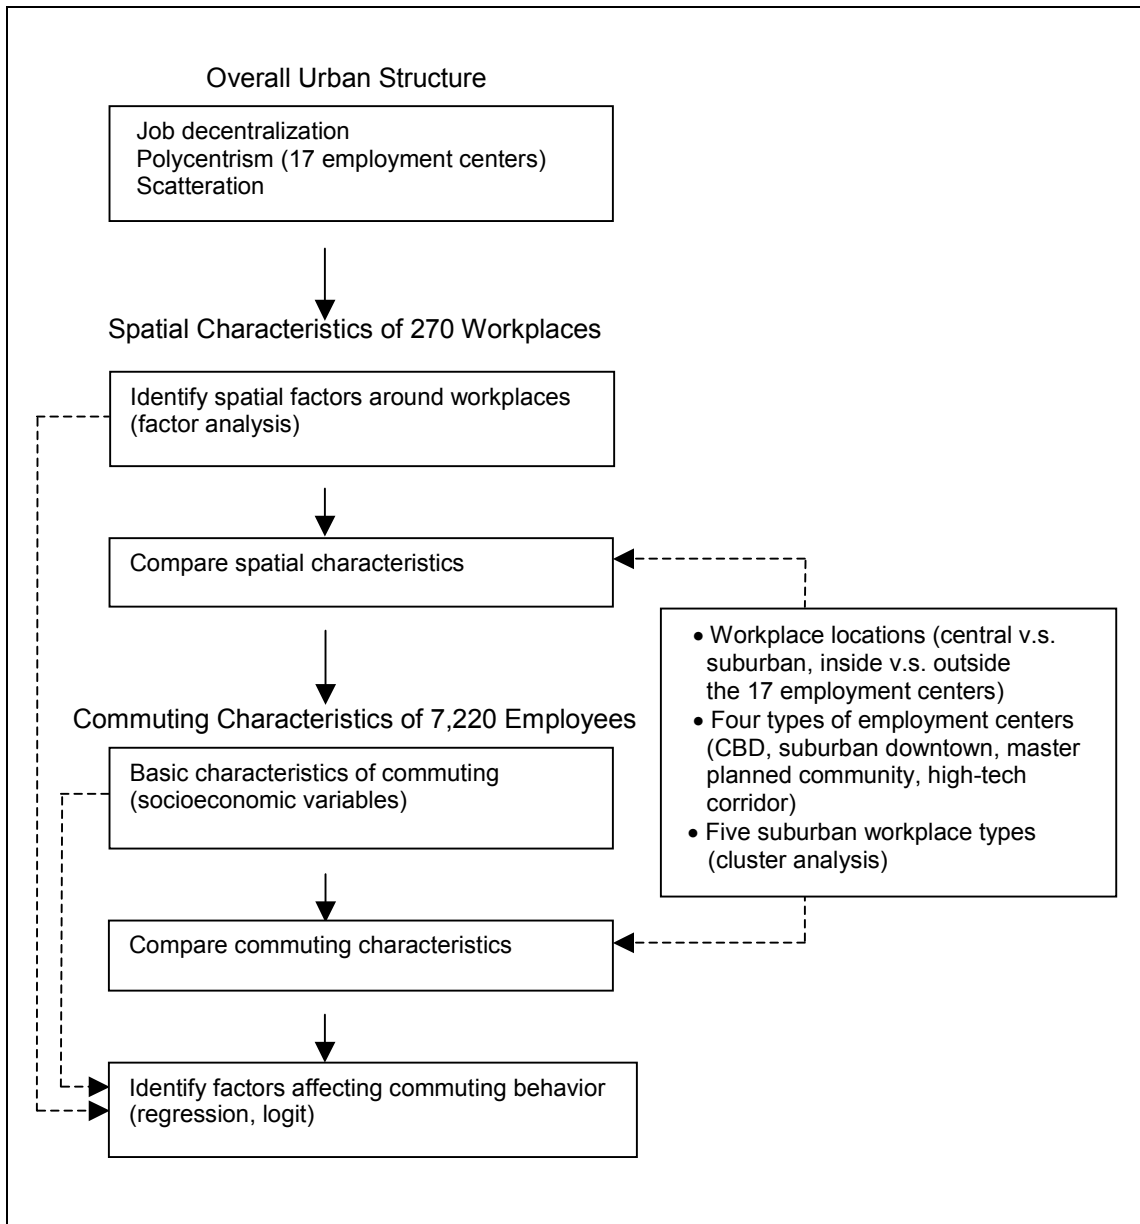 Overall Urban Structure
Job decentralization
Polycentrism (17 employment centers)
Scatteration
Spatial Characteristics of 270 Workplaces
Identify spatial factors around workplaces
(factor analysis)
Compare spatial characteristics
• Workplace locations (central v.s.
suburban, inside v.s. outside
the 17 employment centers)
• Four types of employment centers
(CBD, suburban downtown, master
planned community, high-tech
corridor)
• Five suburban workplace types
(cluster analysis)
Commuting Characteristics of 7,220 Employees
Basic characteristics of commuting
(socioeconomic variables)
Compare commuting characteristics
Identify factors affecting commuting behavior
(regression, logit)